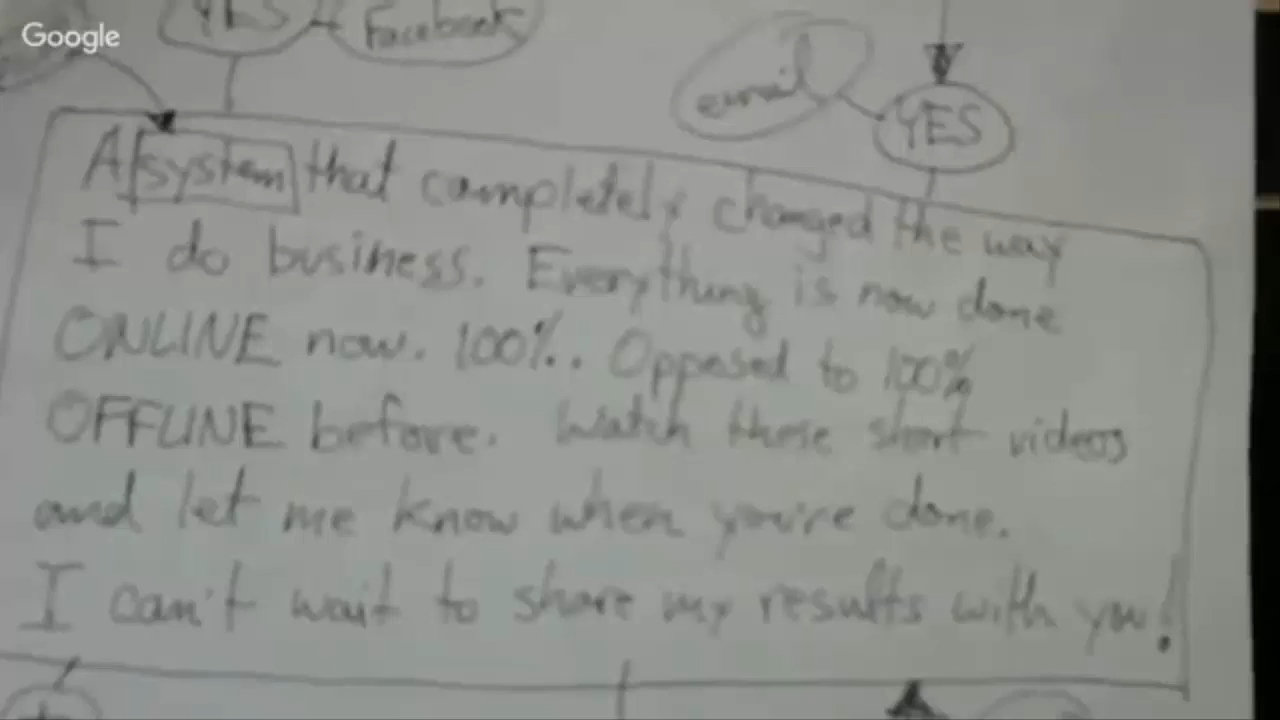 Google
YES
Facebook
email
YES
A system that completely changed the way
I do business. Everything is now done
ONLINE now. 100%. Opposed to 100%
OFFLINE before. Watch these short videos
and let me know when you're done.
I can't wait to share my results with you!